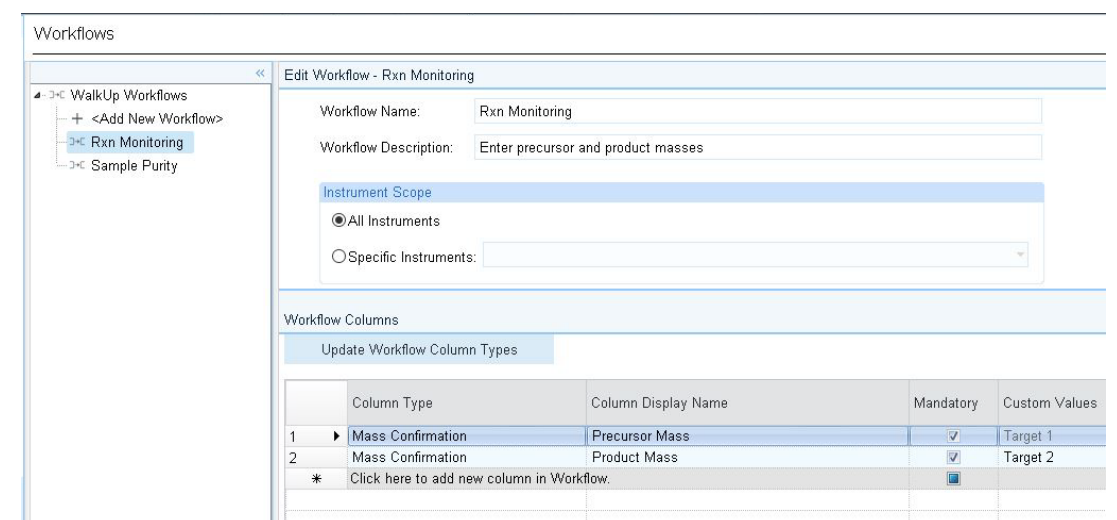 Workflows
«
WalkUp Workflows
+ <Add New Workflow>
Rxn Monitoring
Sample Purity
Edit Workflow - Rxn Monitoring
Workflow Name: Rxn Monitoring
Workflow Description: Enter precursor and product masses
Instrument Scope
All Instruments
Specific Instruments:
Workflow Columns
Update Workflow Column Types
Column Type Column Display Name Mandatory Custom Values
1 Mass Confirmation Precursor Mass Target 1
2 Mass Confirmation Product Mass Target 2
* Click here to add new column in Workflow.